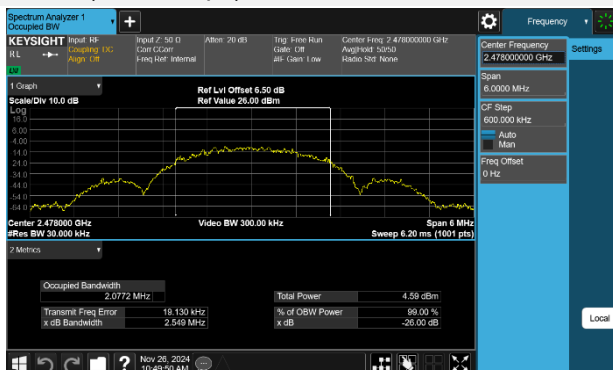 Spectrum Analyzer 1
Occupied BW
+
Frequency
Settings
KEYSIGHT
RL
Input: RF
Coupling: DC
Align: Off
Input Z: 50 Ω
Corr CCorr
Freq Ref: Internal
Atten: 20 dB
Trig: Free Run
Gate: Off
#IF Gain: Low
Center Freq: 2.478000000 GHz
Avg|Hold: 50/50
Radio Std: None
Center Frequency
2.478000000 GHz
Span
6.0000 MHz
CF Step
600.000 kHz
Auto
Man
Freq Offset
0 Hz
1 Graph
Scale/Div 10.0 dB
Ref Lvl Offset 6.50 dB
Ref Value 26.00 dBm
Log
16.0
6.00
-4.00
-14.0
-24.0
-34.0
-44.0
-54.0
-64.0
Center 2.478000 GHz
#Res BW 30.000 kHz
Video BW 300.00 kHz
Span 6 MHz
Sweep 6.20 ms (1001 pts)
2 Metrics
Occupied Bandwidth
2.0772 MHz
Total Power 4.59 dBm
Transmit Freq Error 19.130 kHz
% of OBW Power 99.00 %
x dB Bandwidth 2.549 MHz
x dB -26.00 dB
Local
?
Nov 26, 2024
10:49:50 AM